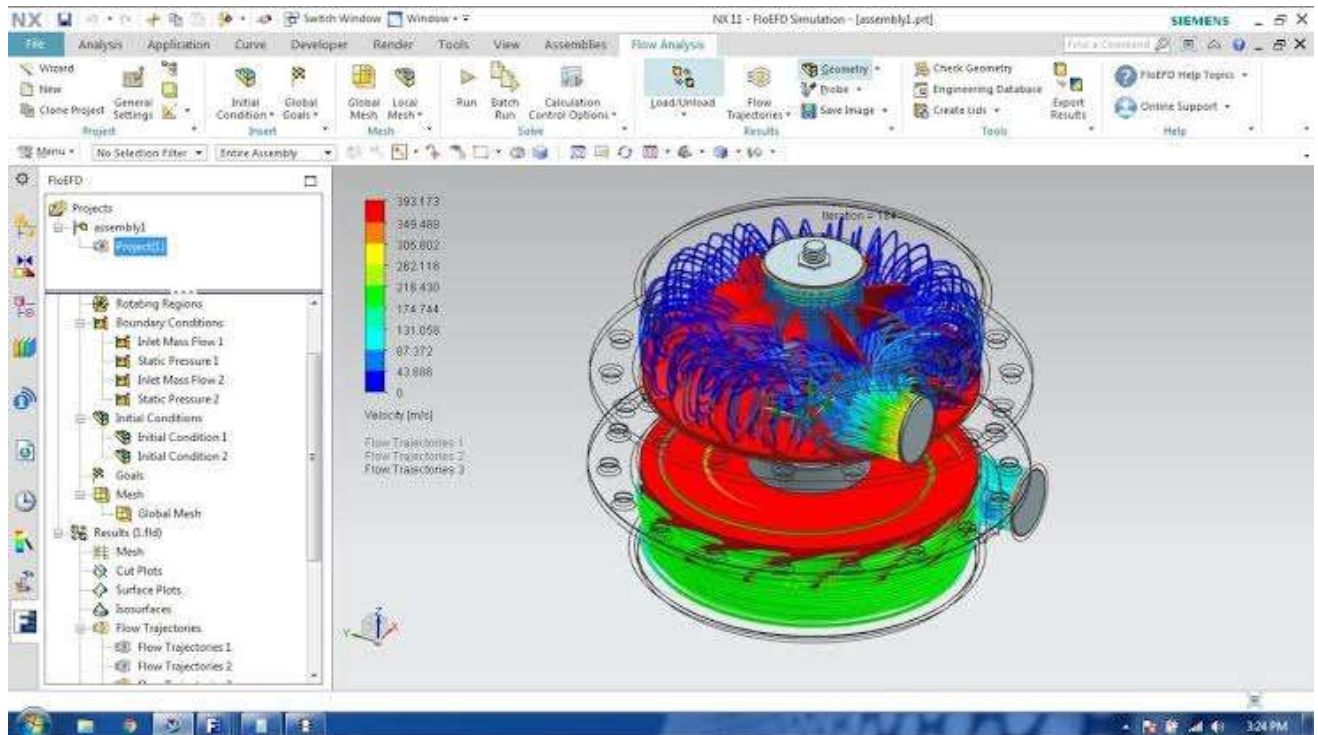 NX Switch Window Window NX 11 - FloEFD Simulation - [assembly1.prt] SIEMENS
File Analysis Application Curve Developer Render Tools View Assemblies Flow Analysis Find a Command
Wizard
New
Clone Project
General Settings
Project
Initial Condition
Global Goals
Insert
Global Mesh
Local Mesh
Mesh
Run
Batch Run
Calculation Control Options
Solve
Load/Unload
Flow Trajectories
Geometry
Probe
Save Image
Results
Check Geometry
Engineering Database
Create Lids
Export Results
Tools
FloEFD Help Topics
Online Support
Help
Menu No Selection Filter Entire Assembly
FloEFD
Projects
assembly1
Project(1)
Rotating Regions
Boundary Conditions
Inlet Mass Flow 1
Static Pressure 1
Inlet Mass Flow 2
Static Pressure 2
Initial Conditions
Initial Condition 1
Initial Condition 2
Goals
Mesh
Global Mesh
Results (1.fld)
Mesh
Cut Plots
Surface Plots
Isosurfaces
Flow Trajectories
Flow Trajectories 1
Flow Trajectories 2
393.173
349.488
305.802
262.116
218.430
174.744
131.058
87.372
43.686
0
Velocity [m/s]
Flow Trajectories 1
Flow Trajectories 2
Flow Trajectories 3
Iteration = 184
Z
Y X
3:24 PM